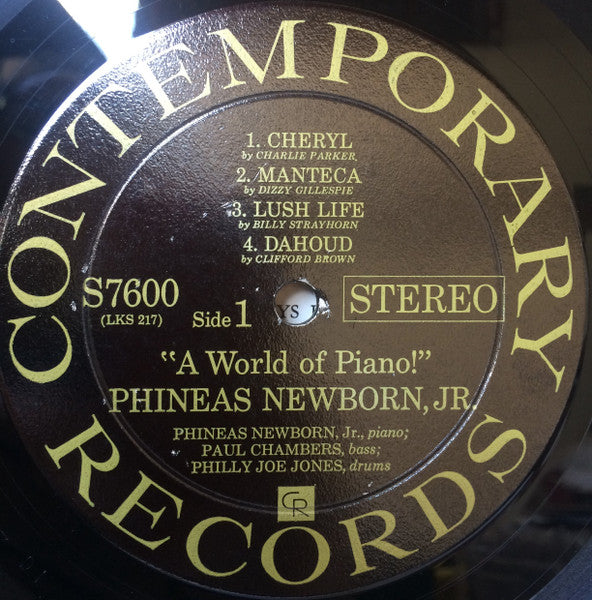 CONTEMPORARY
1. CHERYL
by CHARLIE PARKER
2. MANTECA
by DIZZY GILLESPIE
3. LUSH LIFE
by BILLY STRAYHORN
4. DAHOUD
by CLIFFORD BROWN
S7600
(LKS 217)
Side 1
YS
STEREO
"A World of Piano!"
PHINEAS NEWBORN, JR.
PHINEAS NEWBORN, Jr., piano;
PAUL CHAMBERS, bass;
PHILLY JOE JONES, drums
CR
RECORDS